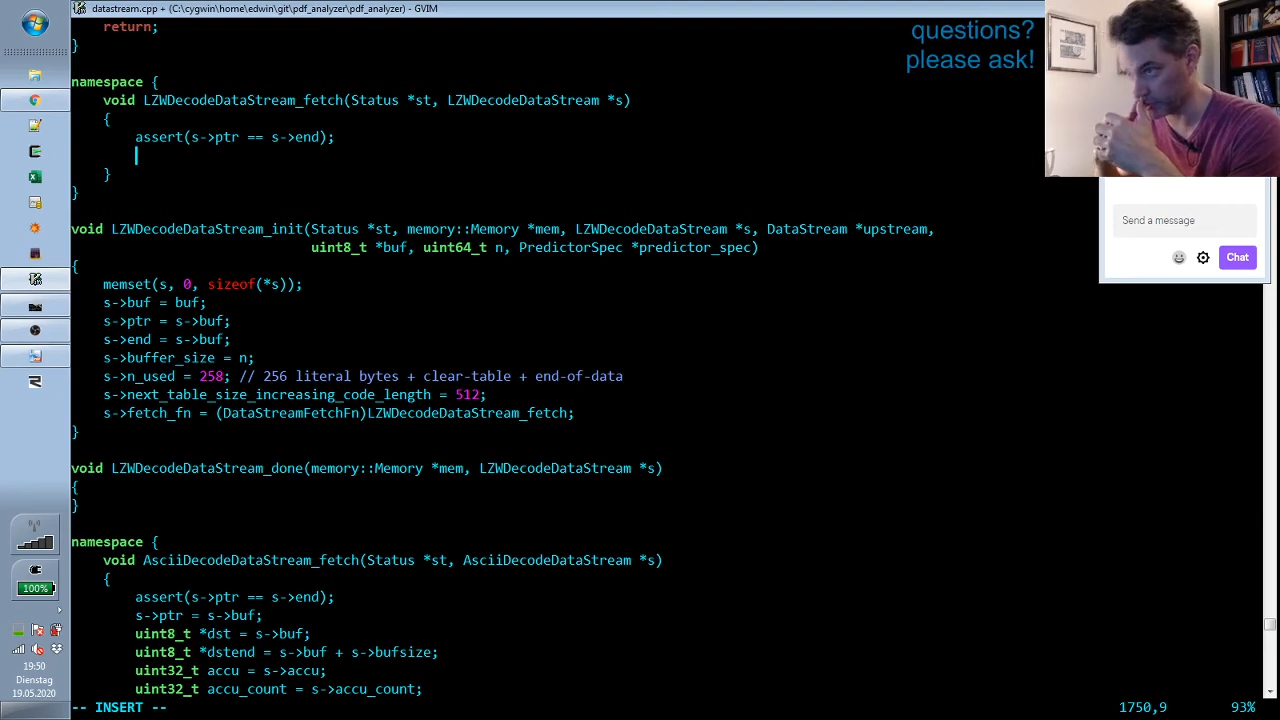 datastream.cpp + (C:\cygwin\home\edwin\git\pdf_analyzer\pdf_analyzer) - GVIM
questions?
please ask!
return;
}
namespace {
void LZWDecodeDataStream_fetch(Status *st, LZWDecodeDataStream *s)
{
assert(s->ptr == s->end);
}
}
void LZWDecodeDataStream_init(Status *st, memory::Memory *mem, LZWDecodeDataStream *s, DataStream *upstream,
uint8_t *buf, uint64_t n, PredictorSpec *predictor_spec)
{
memset(s, 0, sizeof(*s));
s->buf = buf;
s->ptr = s->buf;
s->end = s->buf;
s->buffer_size = n;
s->n_used = 258; // 256 literal bytes + clear-table + end-of-data
s->next_table_size_increasing_code_length = 512;
s->fetch_fn = (DataStreamFetchFn)LZWDecodeDataStream_fetch;
}
void LZWDecodeDataStream_done(memory::Memory *mem, LZWDecodeDataStream *s)
{
}
namespace {
void AsciiDecodeDataStream_fetch(Status *st, AsciiDecodeDataStream *s)
{
assert(s->ptr == s->end);
s->ptr = s->buf;
uint8_t *dst = s->buf;
uint8_t *dstend = s->buf + s->bufsize;
uint32_t accu = s->accu;
uint32_t accu_count = s->accu_count;
-- INSERT --
1750,9
93%
Send a message
Chat
100%
19:50
Dienstag
19.05.2020